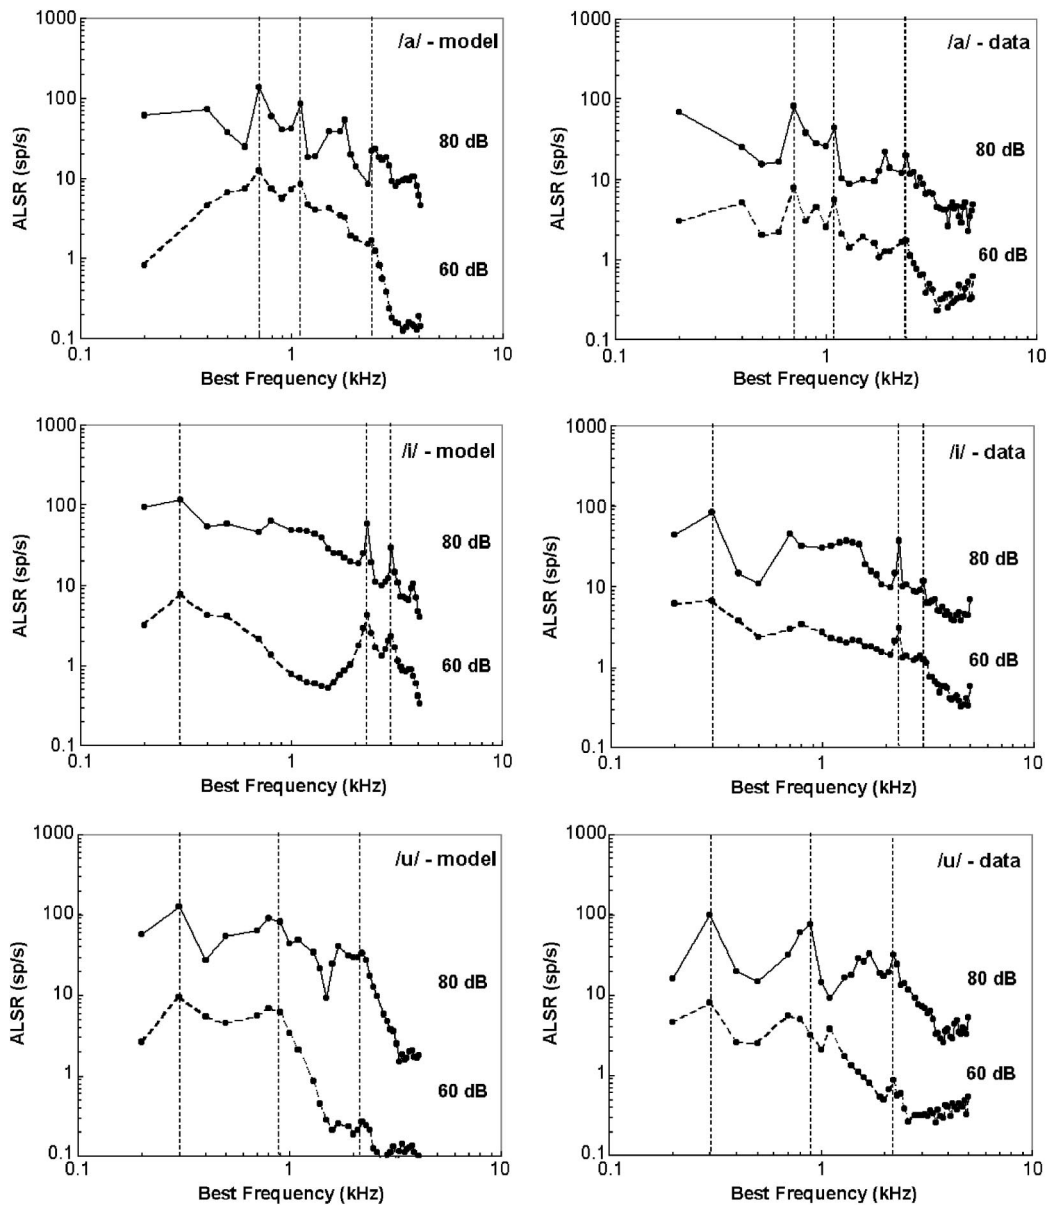 /a/ - model
ALSR (sp/s)
1000
100
10
1
0.1
80 dB
60 dB
0.1
1
10
Best Frequency (kHz)
/a/ - data
ALSR (sp/s)
1000
100
10
1
0.1
80 dB
60 dB
0.1
1
10
Best Frequency (kHz)
/i/ - model
ALSR (sp/s)
1000
100
10
1
0.1
80 dB
60 dB
0.1
1
10
Best Frequency (kHz)
/i/ - data
ALSR (sp/s)
1000
100
10
1
0.1
80 dB
60 dB
0.1
1
10
Best Frequency (kHz)
/u/ - model
ALSR (sp/s)
1000
100
10
1
0.1
80 dB
60 dB
0.1
1
10
Best Frequency (kHz)
/u/ - data
ALSR (sp/s)
1000
100
10
1
0.1
80 dB
60 dB
0.1
1
10
Best Frequency (kHz)